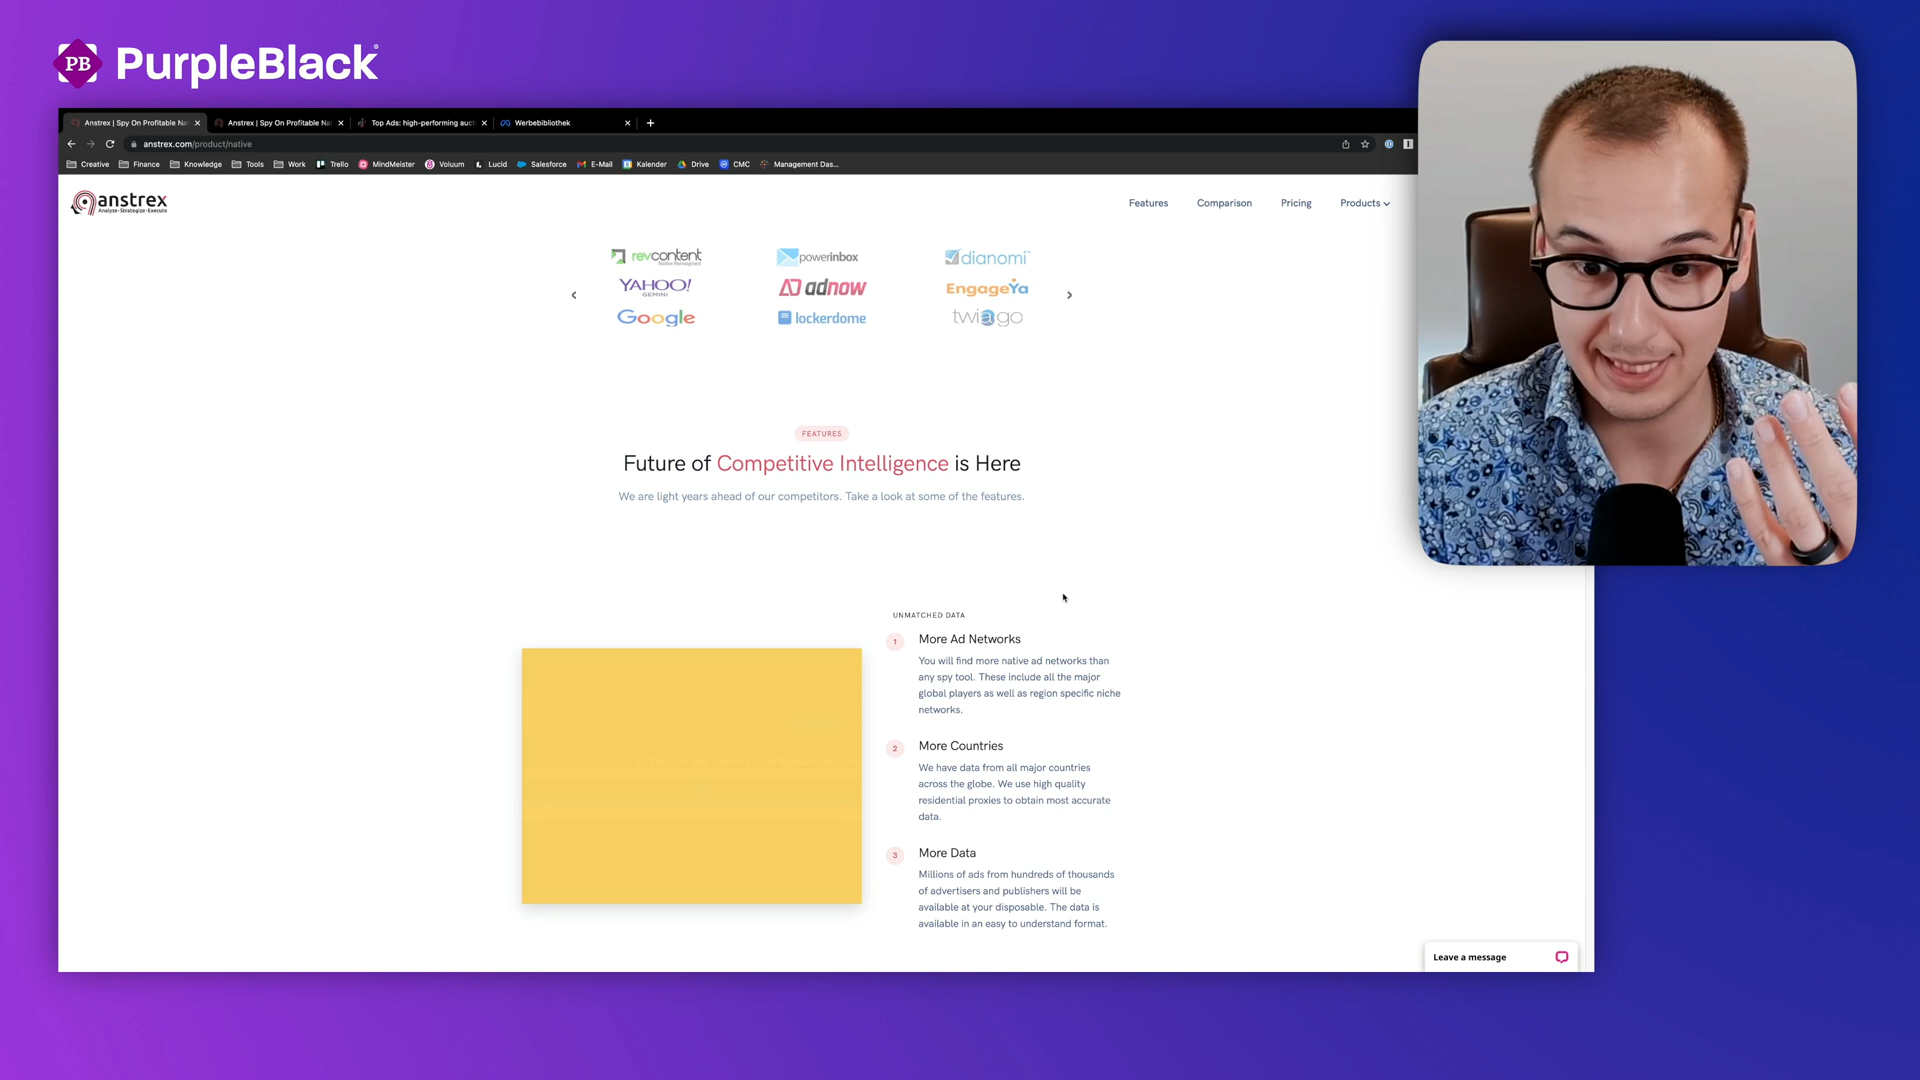 PB PurpleBlack
Anstrex | Spy On Profitable Na
Anstrex | Spy On Profitable Na
Top Ads: high-performing auc
Werbebibliothek
anstrex.com/product/native
Creative
Finance
Knowledge
Tools
Work
Trello
MindMeister
Voluum
Lucid
Salesforce
E-Mail
Kalender
Drive
CMC
Management Das...
anstrex
Analyze-Strategize-Execute
Features
Comparison
Pricing
Products
revcontent
powerinbox
dianomi
YAHOO!
GEMINI
adnow
EngageYa
Google
lockerdome
twiago
FEATURES
Future of Competitive Intelligence is Here
We are light years ahead of our competitors. Take a look at some of the features.
UNMATCHED DATA
1 More Ad Networks
You will find more native ad networks than
any spy tool. These include all the major
global players as well as region specific niche
networks.
2 More Countries
We have data from all major countries
across the globe. We use high quality
residential proxies to obtain most accurate
data.
3 More Data
Millions of ads from hundreds of thousands
of advertisers and publishers will be
available at your disposable. The data is
available in an easy to understand format.
Leave a message